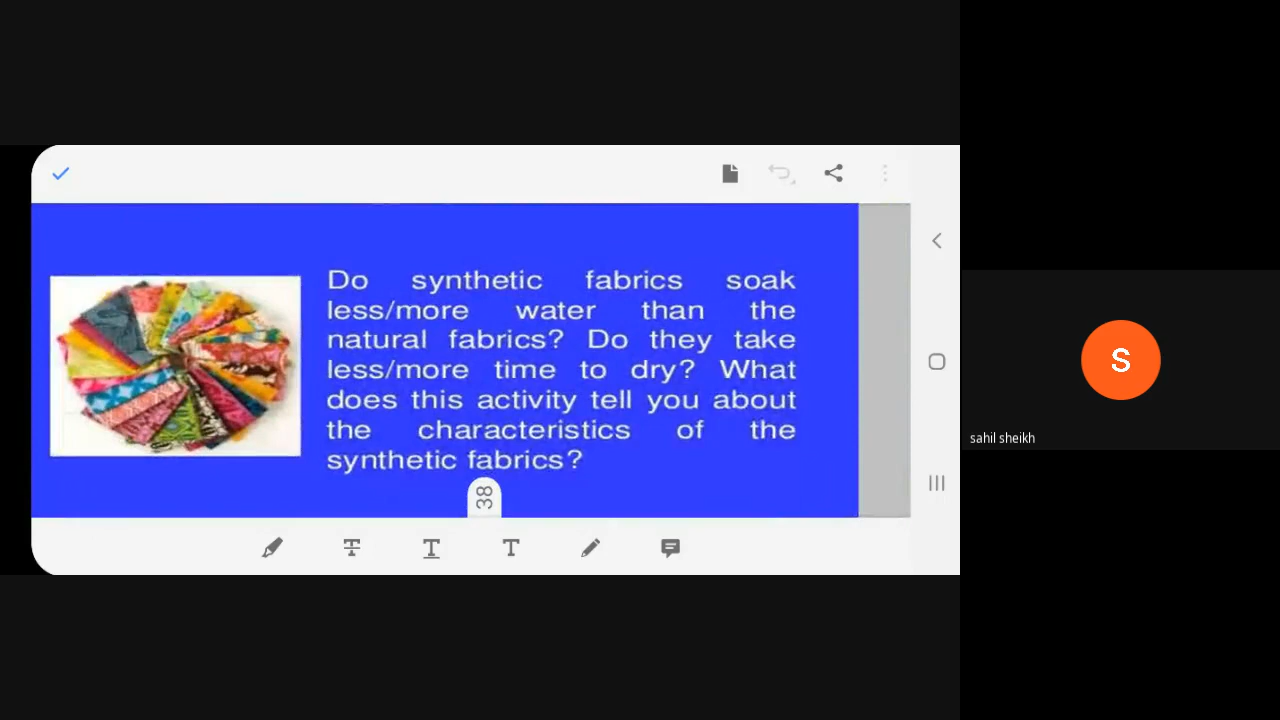 Do synthetic fabrics soak
less/more water than the
natural fabrics? Do they take
less/more time to dry? What
does this activity tell you about
the characteristics of the
synthetic fabrics?
38
S
sahil sheikh